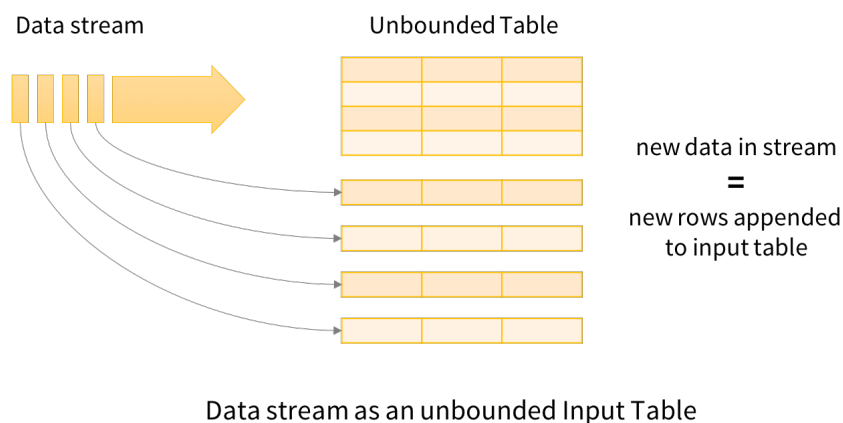 Data stream
Unbounded Table
new data in stream
=
new rows appended
to input table
Data stream as an unbounded Input Table